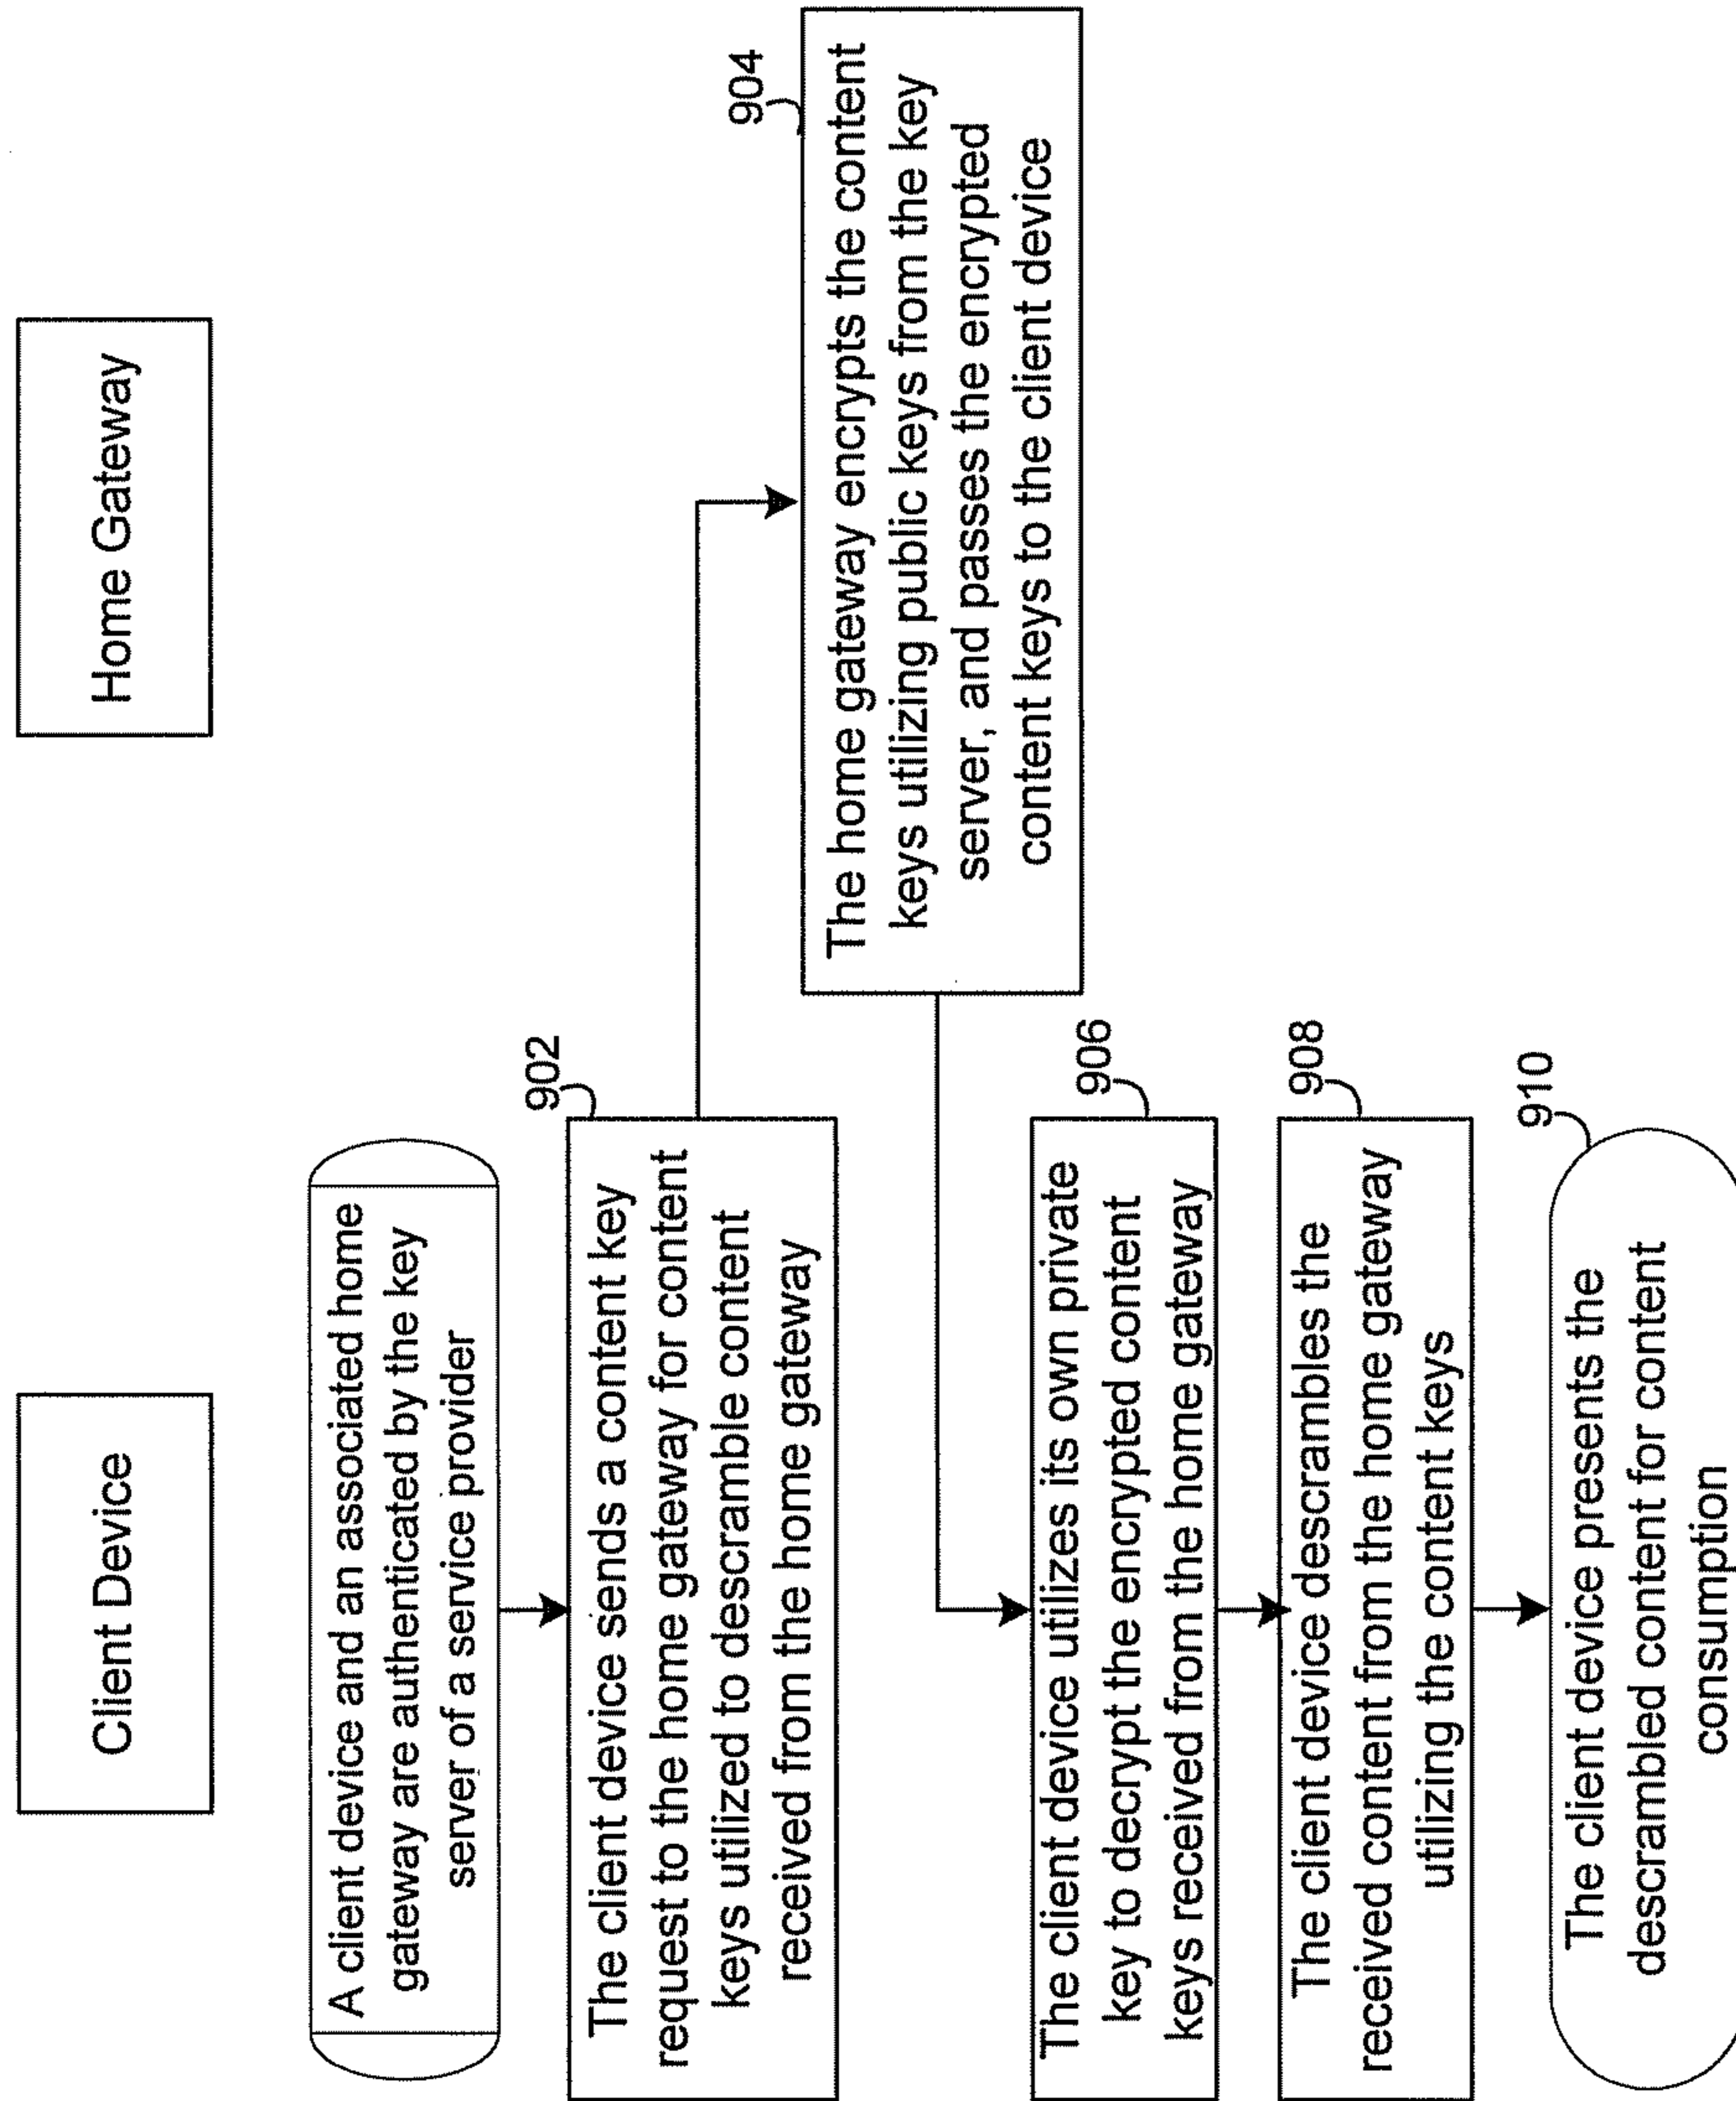 Client Device
Home Gateway
A client device and an associated home
gateway are authenticated by the key
server of a service provider
902
The client device sends a content key
request to the home gateway for content
keys utilized to descramble content
received from the home gateway
904
The home gateway encrypts the content
keys utilizing public keys from the key
server, and passes the encrypted
content keys to the client device
906
The client device utilizes its own private
key to decrypt the encrypted content
keys received from the home gateway
908
The client device descrambles the
received content from the home gateway
utilizing the content keys
910
The client device presents the
descrambled content for content
consumption